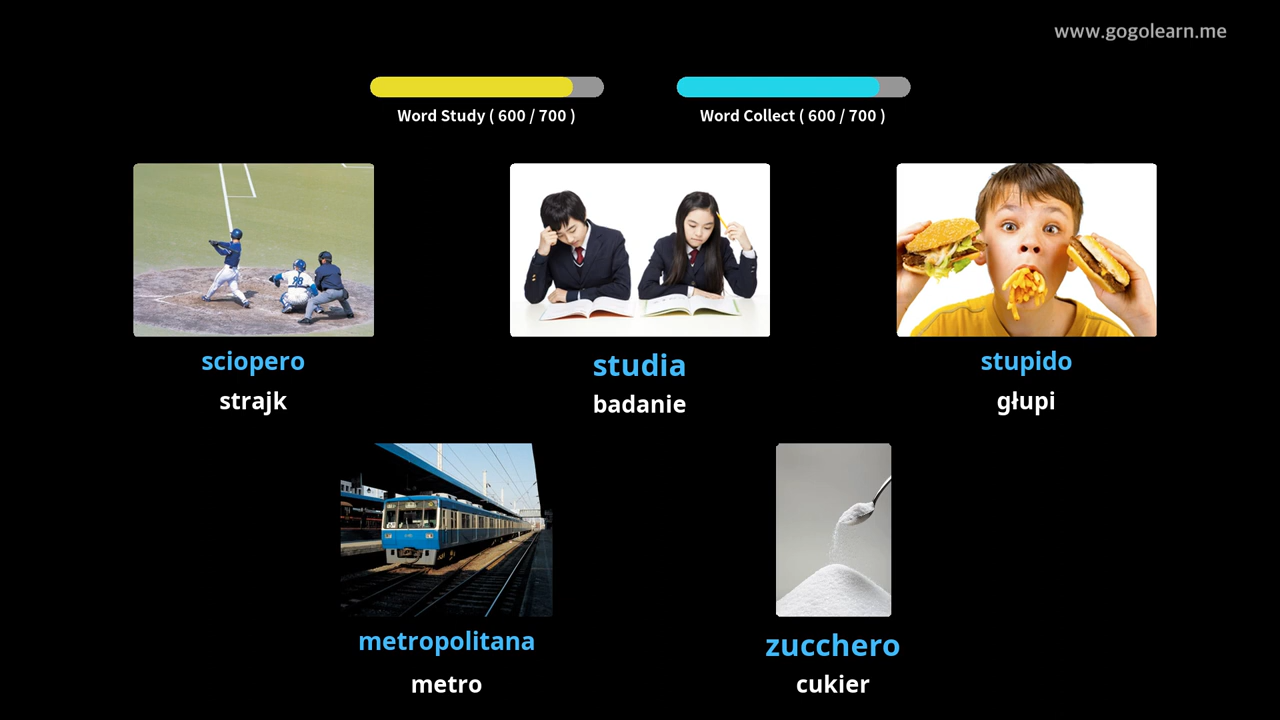 www.gogolearn.me
Word Study ( 600 / 700 )
Word Collect ( 600 / 700 )
sciopero
strajk
studia
badanie
stupido
głupi
metropolitana
metro
zucchero
cukier